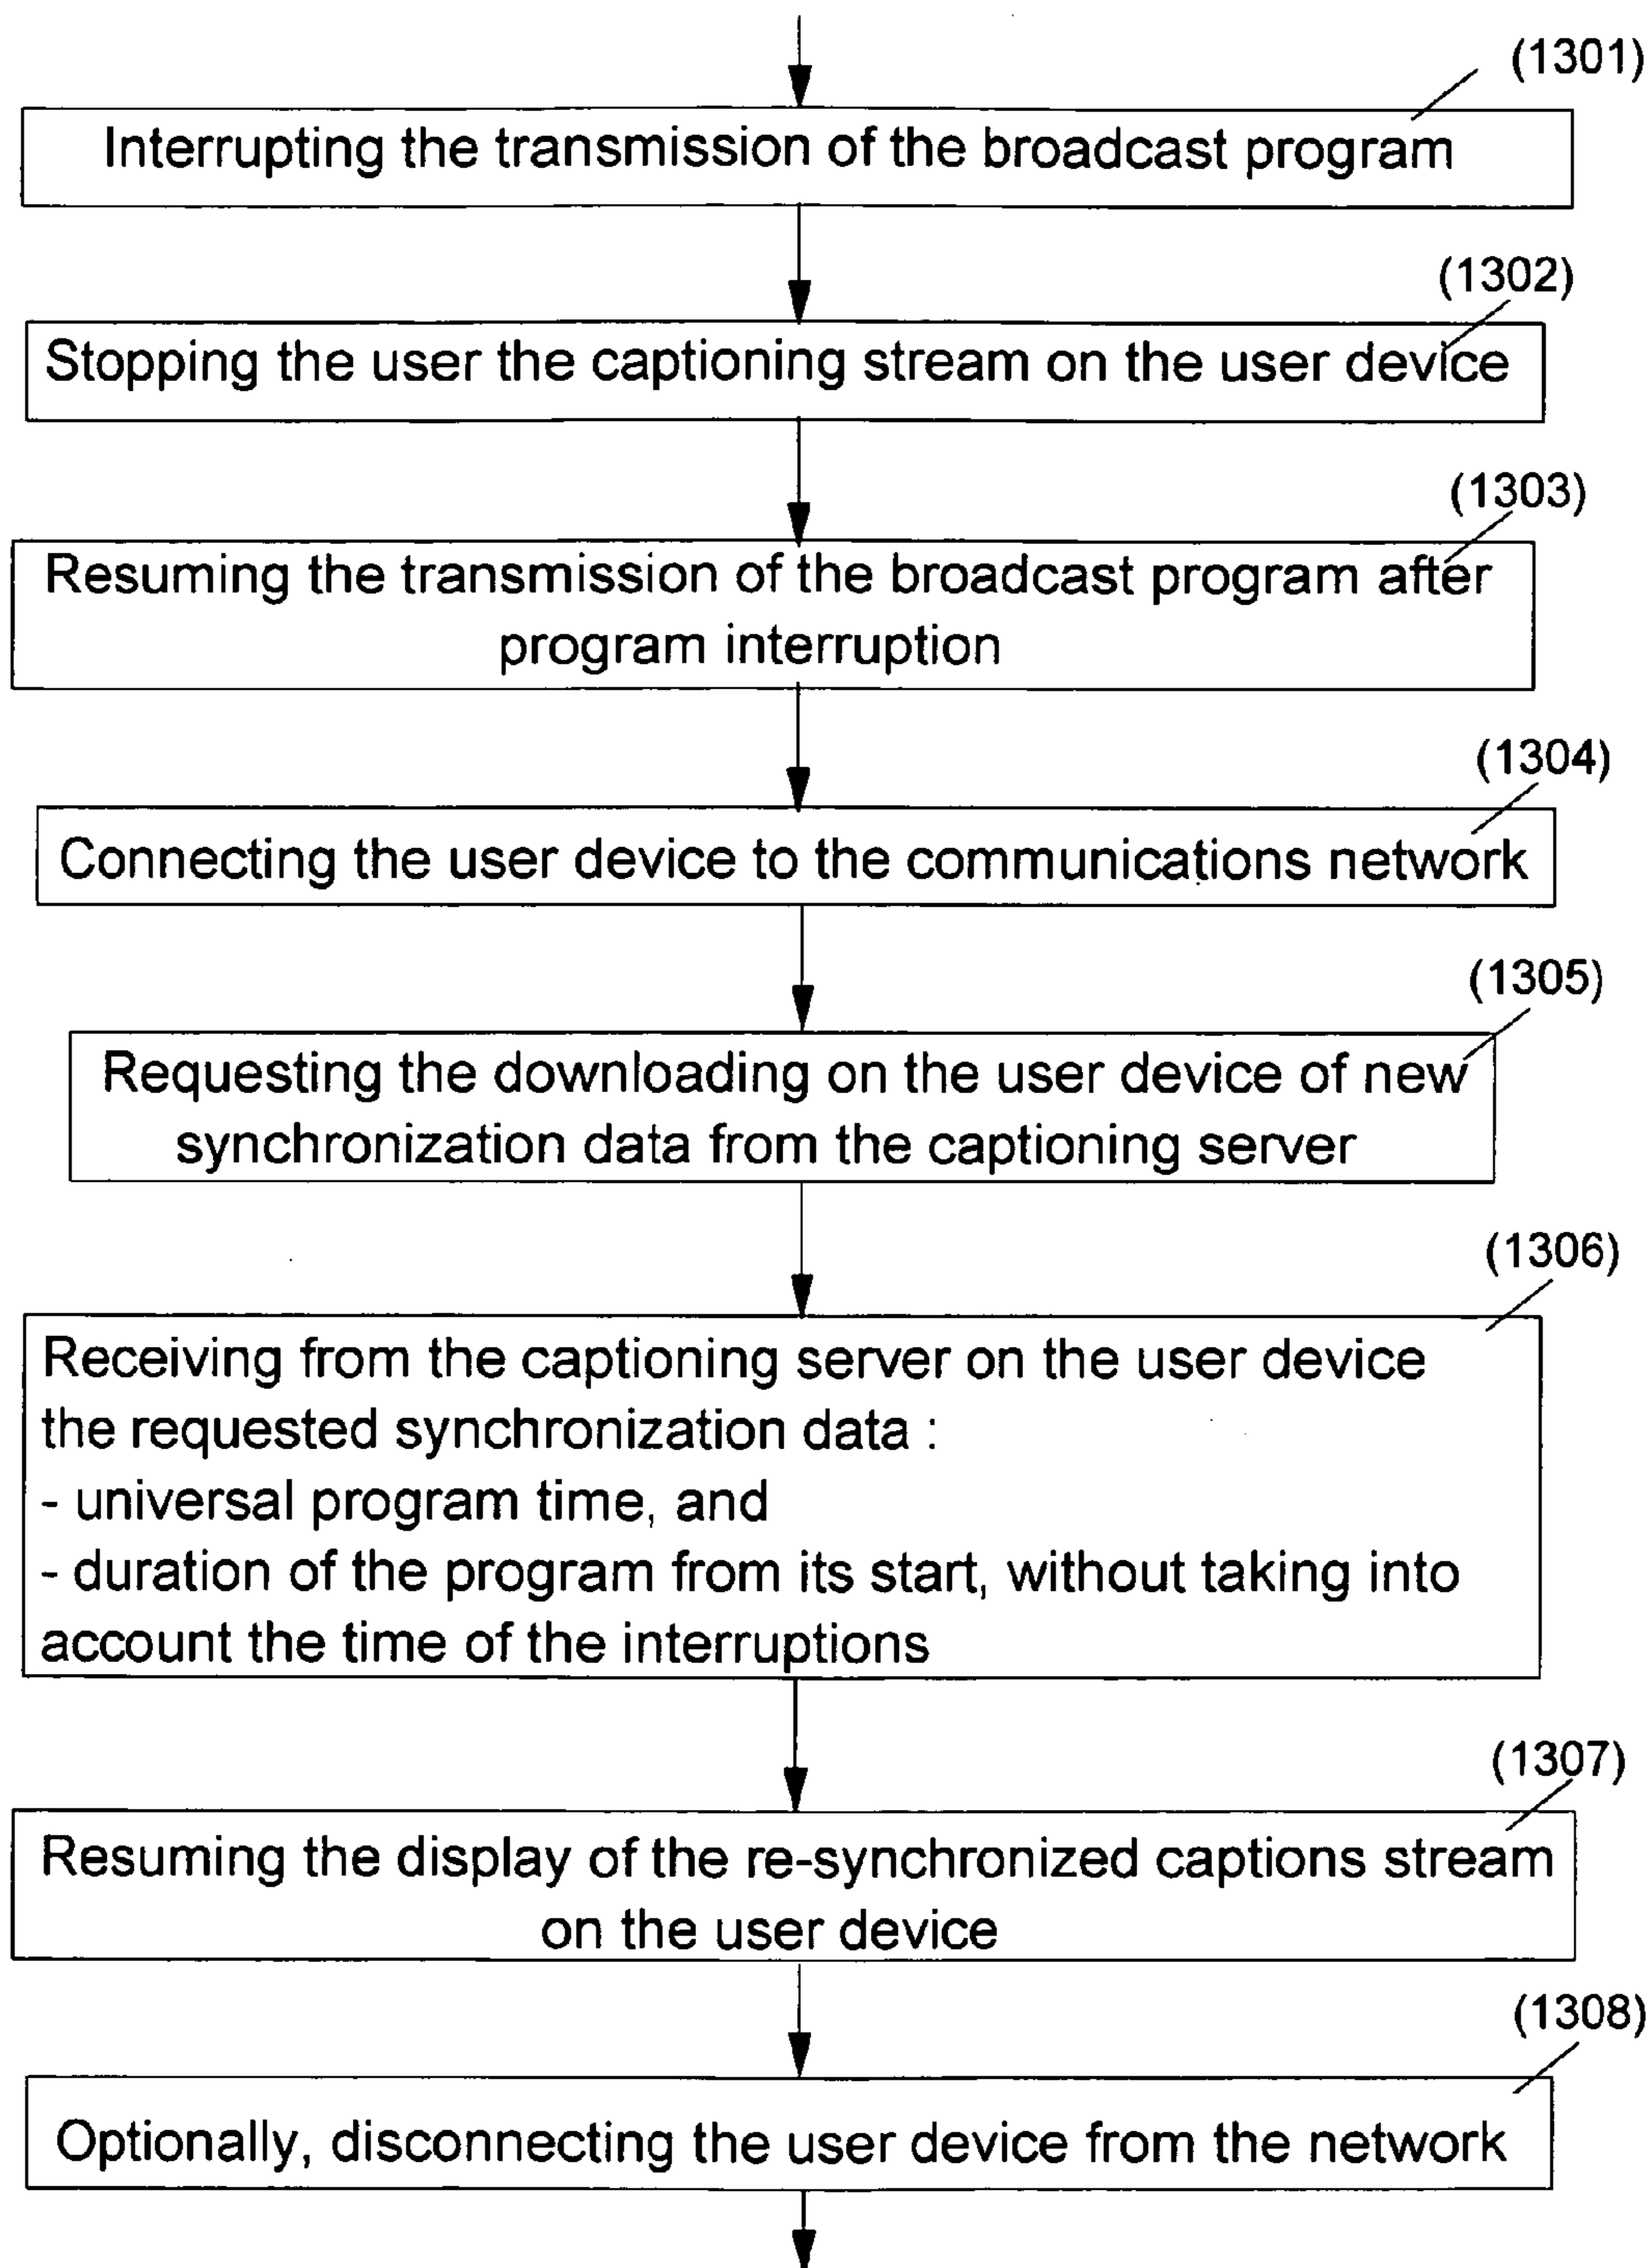 (1301)
Interrupting the transmission of the broadcast program
(1302)
Stopping the user the captioning stream on the user device
(1303)
Resuming the transmission of the broadcast program after
program interruption
(1304)
Connecting the user device to the communications network
(1305)
Requesting the downloading on the user device of new
synchronization data from the captioning server
(1306)
Receiving from the captioning server on the user device
the requested synchronization data :
- universal program time, and
- duration of the program from its start, without taking into
account the time of the interruptions
(1307)
Resuming the display of the re-synchronized captions stream
on the user device
(1308)
Optionally, disconnecting the user device from the network